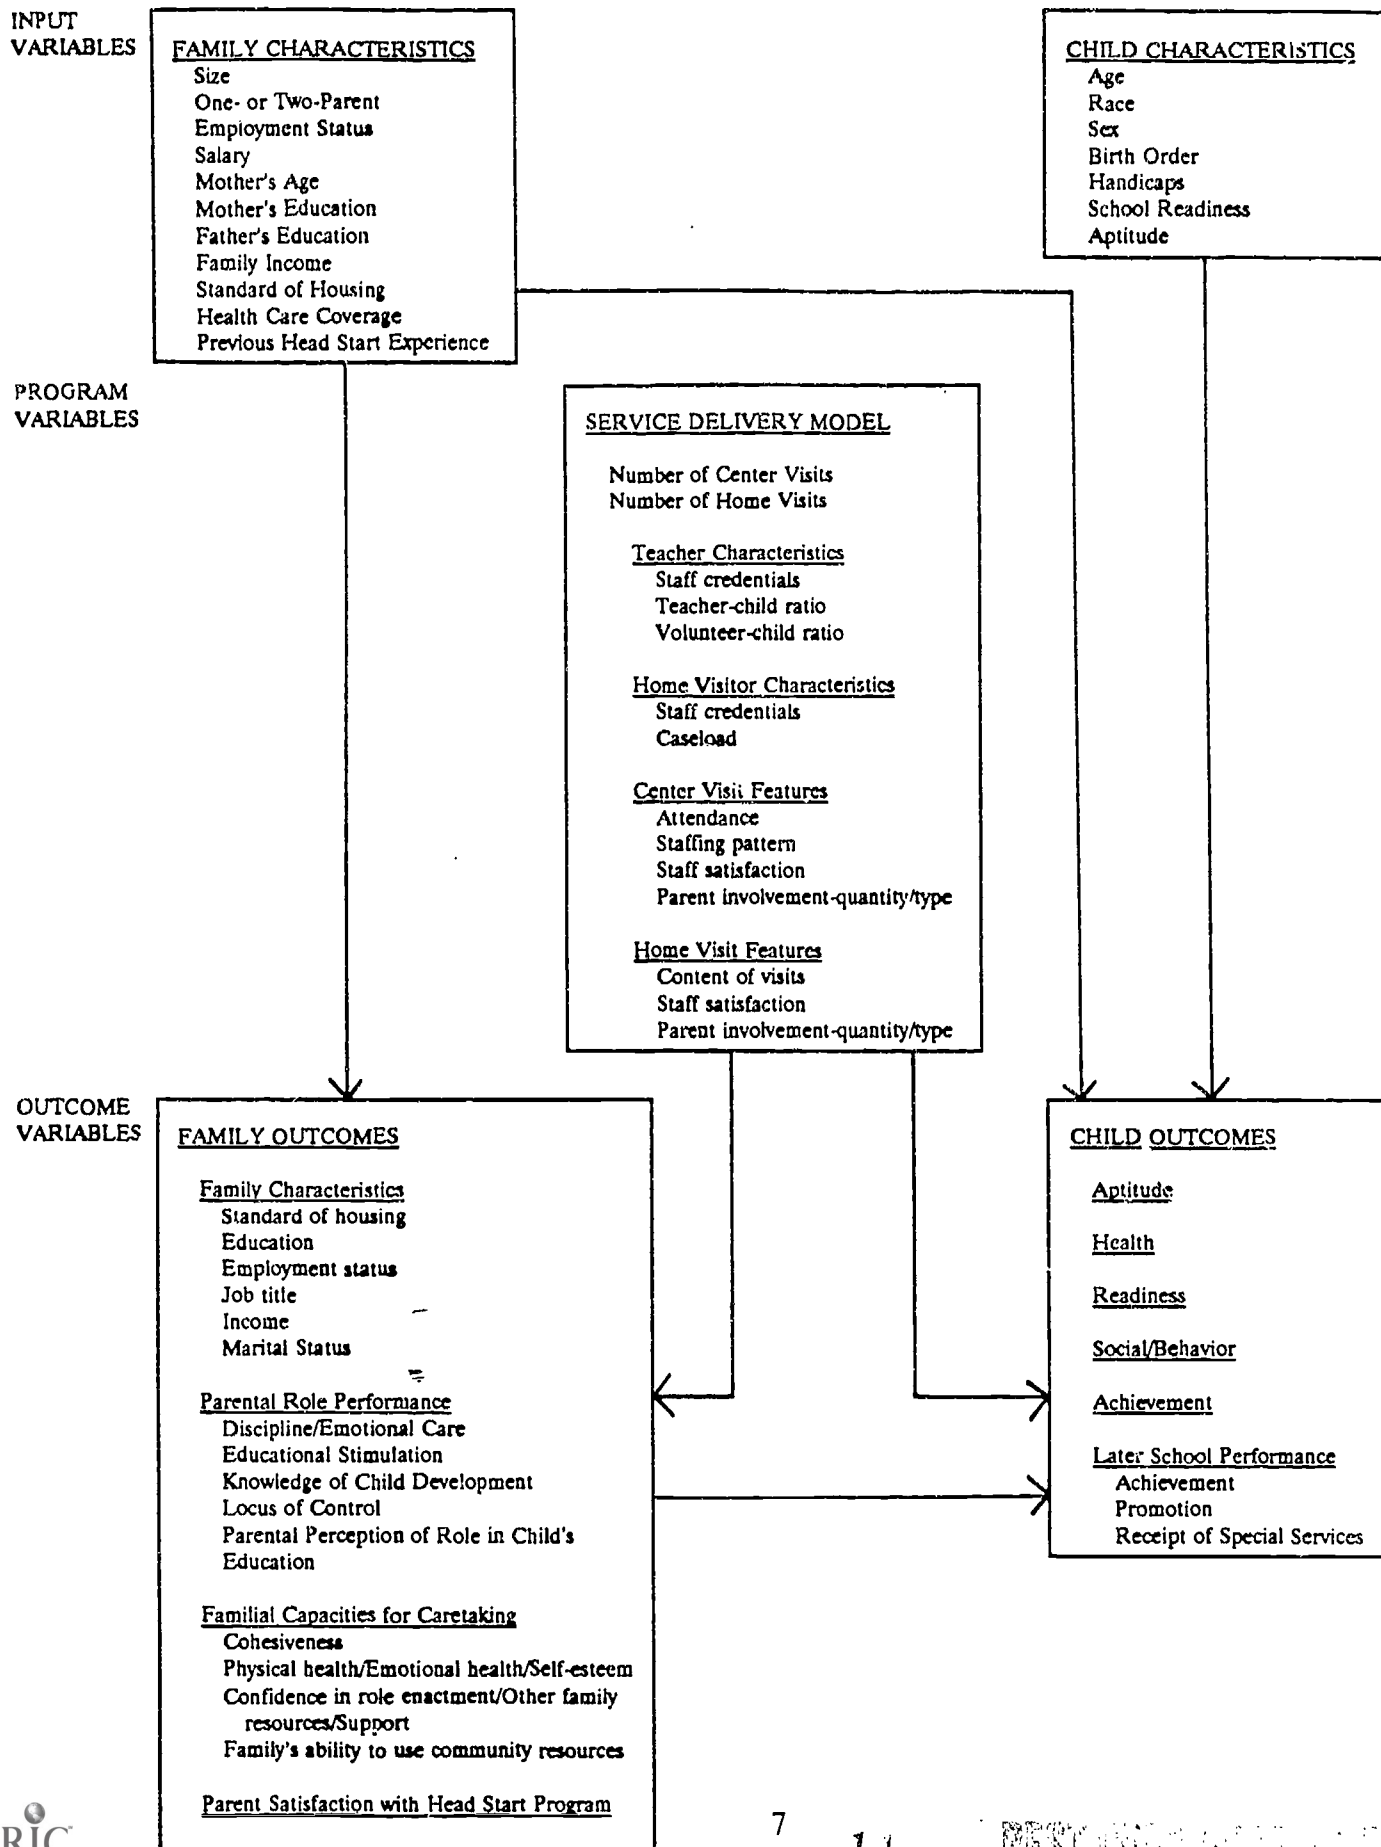 INPUT
VARIABLES
FAMILY CHARACTERISTICS
Size
One- or Two-Parent
Employment Status
Salary
Mother's Age
Mother's Education
Father's Education
Family Income
Standard of Housing
Health Care Coverage
Previous Head Start Experience
CHILD CHARACTERISTICS
Age
Race
Sex
Birth Order
Handicaps
School Readiness
Aptitude
PROGRAM
VARIABLES
SERVICE DELIVERY MODEL
Number of Center Visits
Number of Home Visits
Teacher Characteristics
Staff credentials
Teacher-child ratio
Volunteer-child ratio
Home Visitor Characteristics
Staff credentials
Caseload
Center Visit Features
Attendance
Staffing pattern
Staff satisfaction
Parent involvement-quantity/type
Home Visit Features
Content of visits
Staff satisfaction
Parent involvement-quantity/type
OUTCOME
VARIABLES
FAMILY OUTCOMES
Family Characteristics
Standard of housing
Education
Employment status
Job title
Income
Marital Status
Parental Role Performance
Discipline/Emotional Care
Educational Stimulation
Knowledge of Child Development
Locus of Control
Parental Perception of Role in Child's
Education
Familial Capacities for Caretaking
Cohesiveness
Physical health/Emotional health/Self-esteem
Confidence in role enactment/Other family
resources/Support
Family's ability to use community resources
Parent Satisfaction with Head Start Program
CHILD OUTCOMES
Aptitude
Health
Readiness
Social/Behavior
Achievement
Later School Performance
Achievement
Promotion
Receipt of Special Services
7